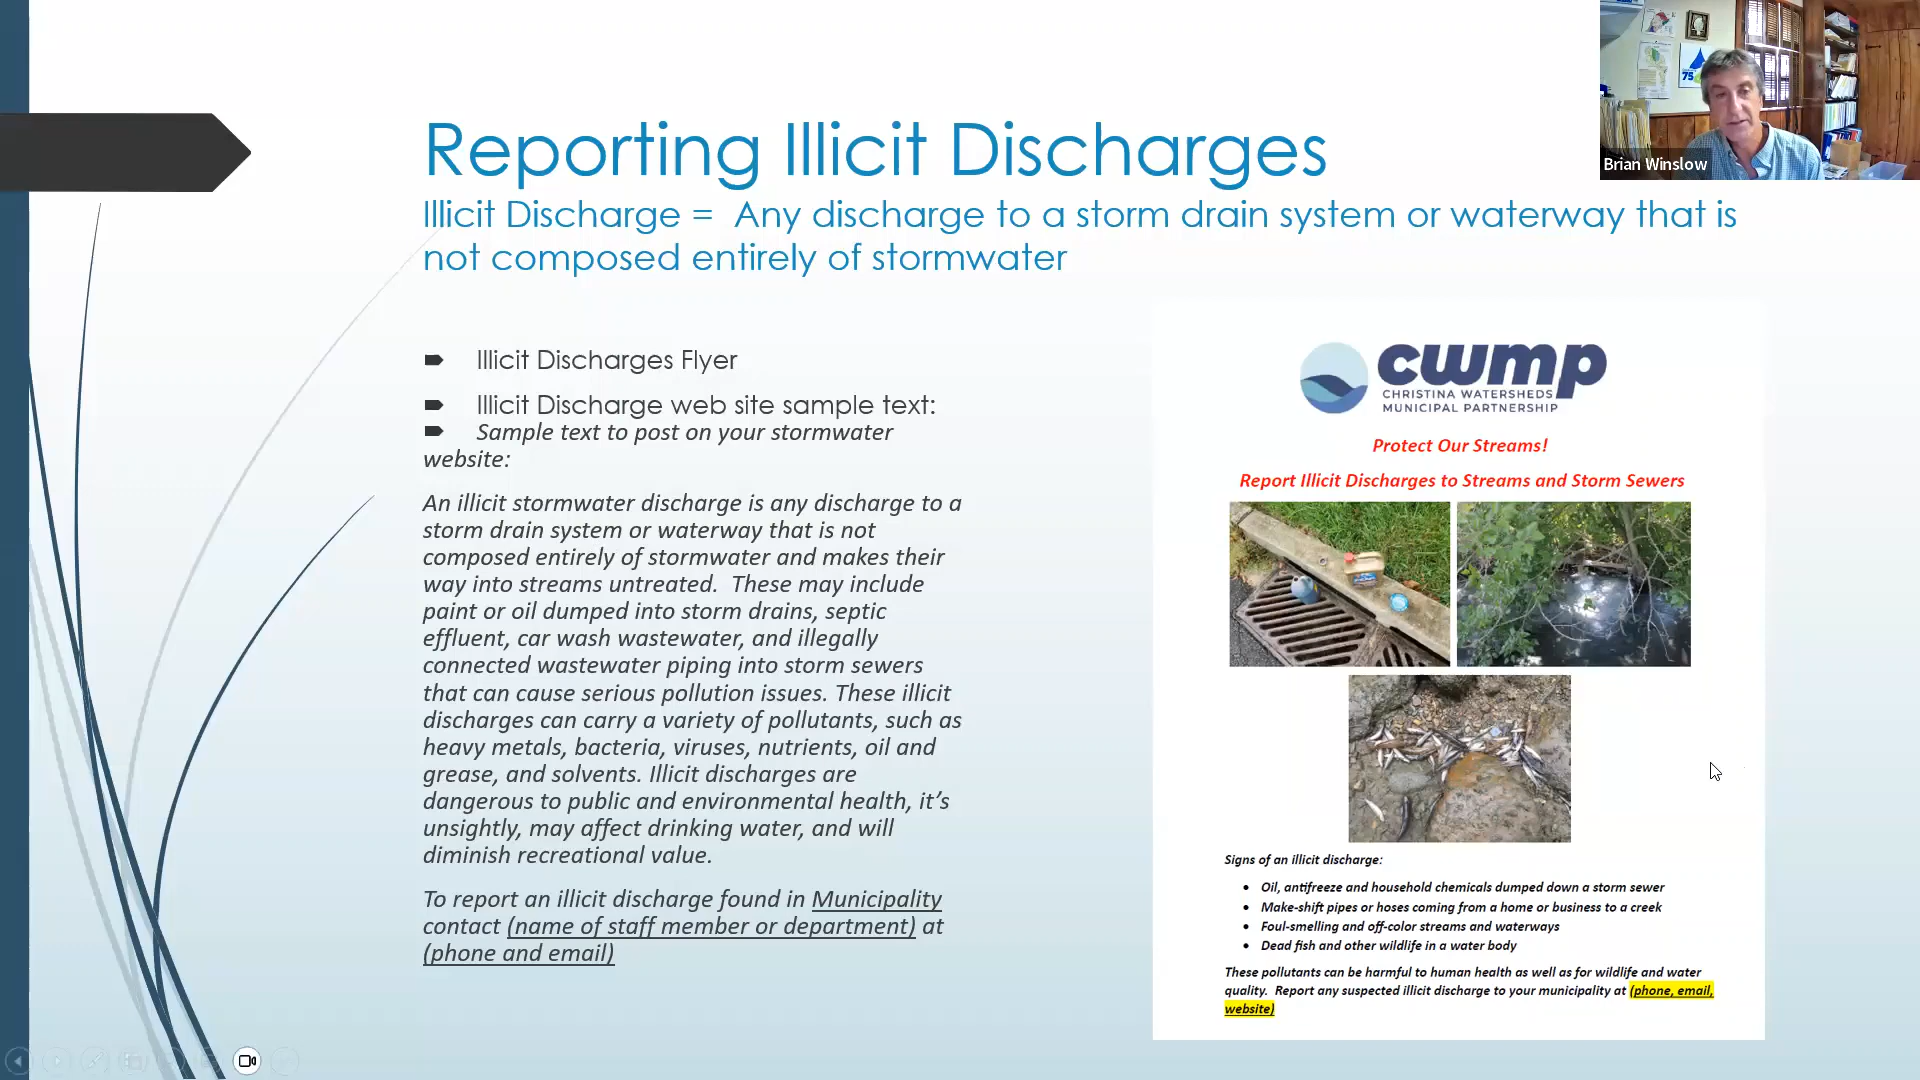 Reporting Illicit Discharges
Illicit Discharge = Any discharge to a storm drain system or waterway that is
not composed entirely of stormwater
75
Brian Winslow
Illicit Discharges Flyer
Illicit Discharge web site sample text:
Sample text to post on your stormwater
website:
An illicit stormwater discharge is any discharge to a
storm drain system or waterway that is not
composed entirely of stormwater and makes their
way into streams untreated.  These may include
paint or oil dumped into storm drains, septic
effluent, car wash wastewater, and illegally
connected wastewater piping into storm sewers
that can cause serious pollution issues. These illicit
discharges can carry a variety of pollutants, such as
heavy metals, bacteria, viruses, nutrients, oil and
grease, and solvents. Illicit discharges are
dangerous to public and environmental health, it’s
unsightly, may affect drinking water, and will
diminish recreational value.
To report an illicit discharge found in Municipality
contact (name of staff member or department) at
(phone and email)
cwmp
CHRISTINA WATERSHEDS
MUNICIPAL PARTNERSHIP
Protect Our Streams!
Report Illicit Discharges to Streams and Storm Sewers
Signs of an illicit discharge:
• Oil, antifreeze and household chemicals dumped down a storm sewer
• Make-shift pipes or hoses coming from a home or business to a creek
• Foul-smelling and off-color streams and waterways
• Dead fish and other wildlife in a water body
These pollutants can be harmful to human health as well as for wildlife and water
quality.  Report any suspected illicit discharge to your municipality at (phone, email,
website)